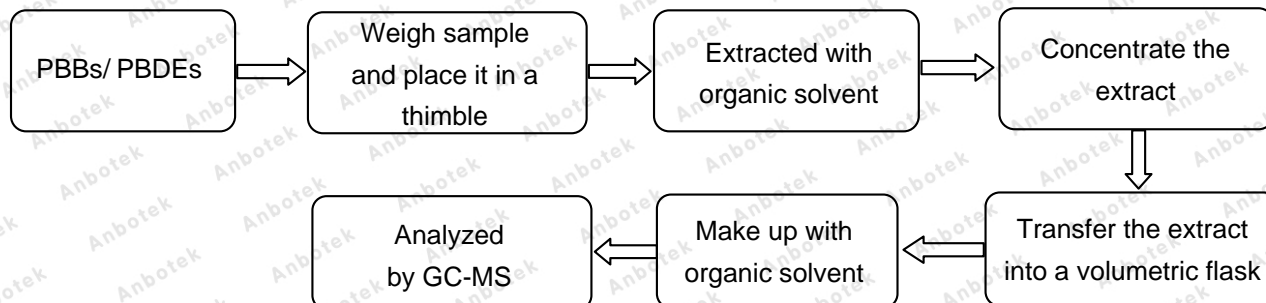 PBBs/ PBDEs
Weigh sample
and place it in a
thimble
Extracted with
organic solvent
Concentrate the
extract
Transfer the extract
into a volumetric flask
Make up with
organic solvent
Analyzed
by GC-MS
Anbotek